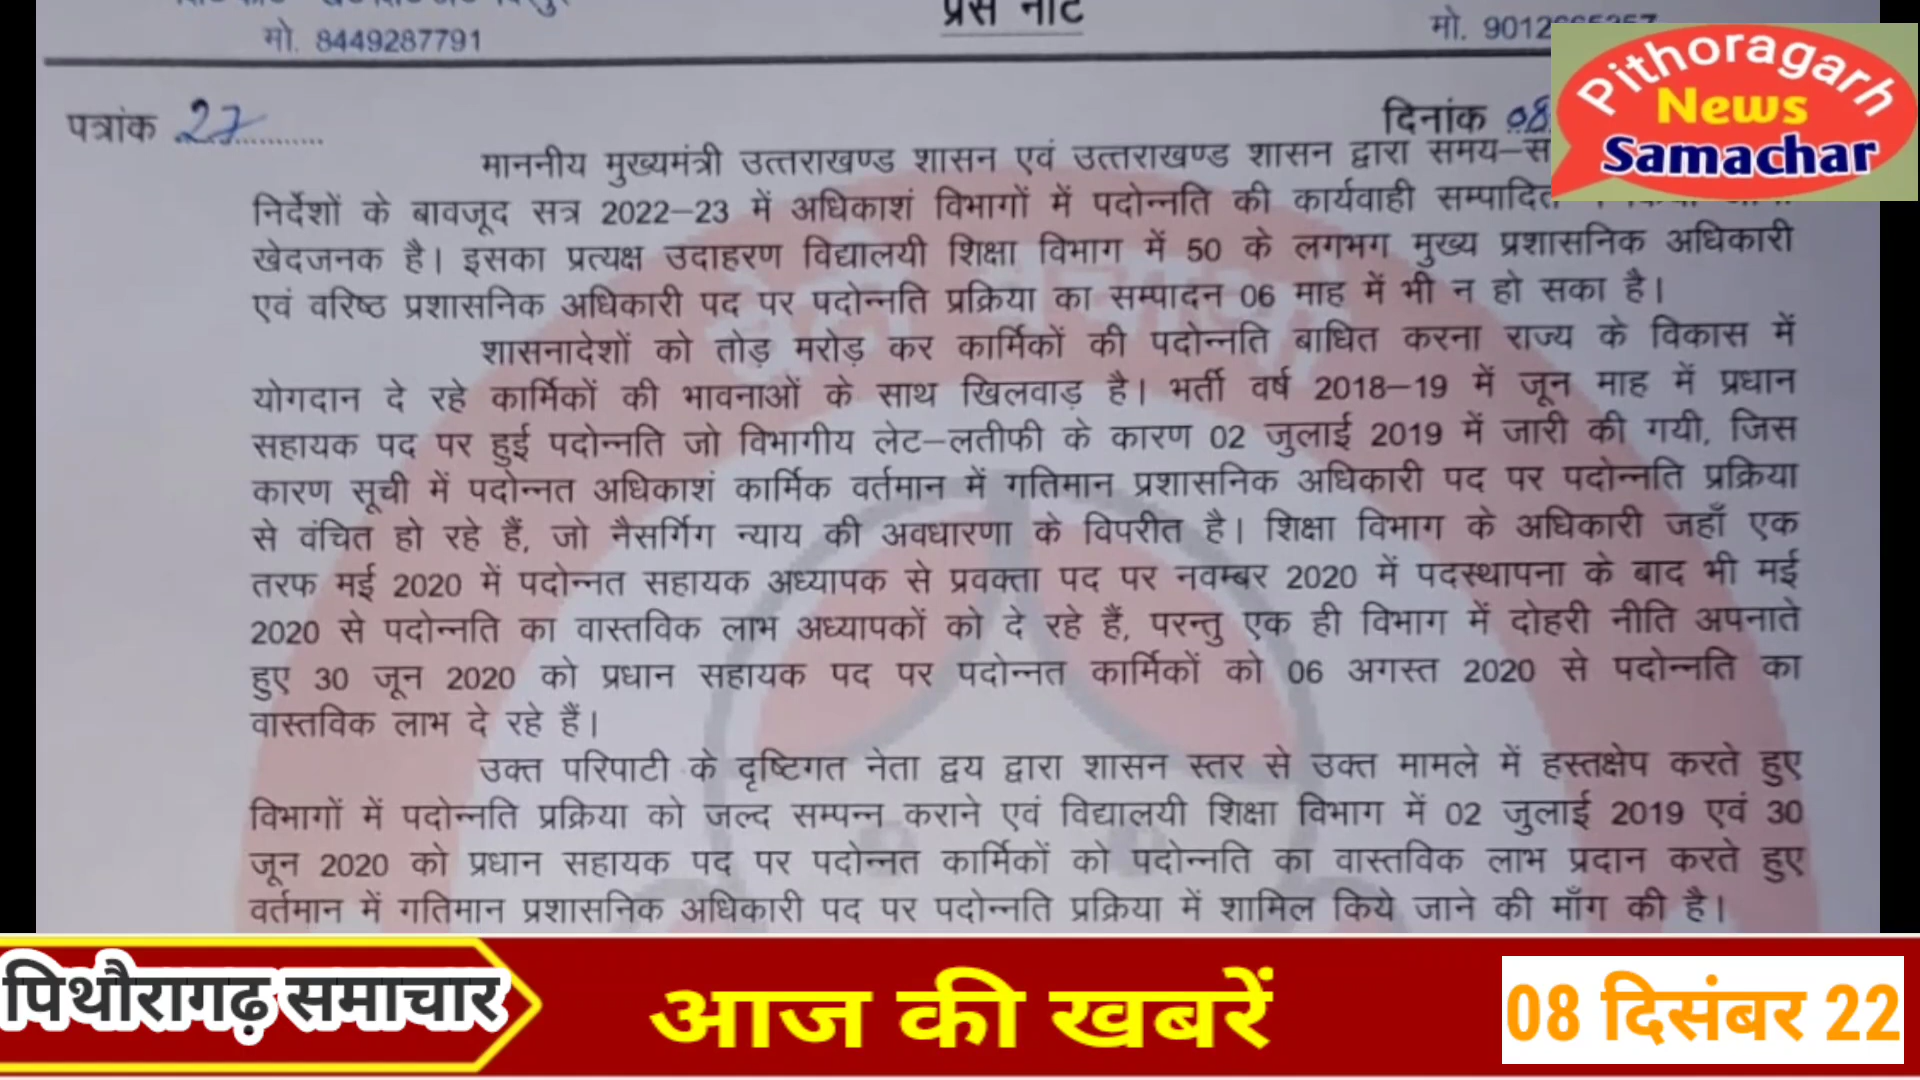 प्रेस नोट
मो. 8449287791
मो. 9012
Pithoragarh
News
Samachar
पत्रांक 27
दिनांक 08
माननीय मुख्यमंत्री उत्तराखण्ड शासन एवं उत्तराखण्ड शासन द्वारा समय–स
निर्देशों के बावजूद सत्र 2022–23 में अधिकाशं विभागों में पदोन्नति की कार्यवाही सम्पादित
खेदजनक है। इसका प्रत्यक्ष उदाहरण विद्यालयी शिक्षा विभाग में 50 के लगभग मुख्य प्रशासनिक अधिकारी
एवं वरिष्ठ प्रशासनिक अधिकारी पद पर पदोन्नति प्रक्रिया का सम्पादन 06 माह में भी न हो सका है।
शासनादेशों को तोड़ मरोड़ कर कार्मिकों की पदोन्नति बाधित करना राज्य के विकास में
योगदान दे रहे कार्मिकों की भावनाओं के साथ खिलवाड़ है। भर्ती वर्ष 2018–19 में जून माह में प्रधान
सहायक पद पर हुई पदोन्नति जो विभागीय लेट–लतीफी के कारण 02 जुलाई 2019 में जारी की गयी, जिस
कारण सूची में पदोन्नत अधिकाशं कार्मिक वर्तमान में गतिमान प्रशासनिक अधिकारी पद पर पदोन्नति प्रक्रिया
से वंचित हो रहे हैं, जो नैसर्गिग न्याय की अवधारणा के विपरीत है। शिक्षा विभाग के अधिकारी जहाँ एक
तरफ मई 2020 में पदोन्नत सहायक अध्यापक से प्रवक्ता पद पर नवम्बर 2020 में पदस्थापना के बाद भी मई
2020 से पदोन्नति का वास्तविक लाभ अध्यापकों को दे रहे हैं, परन्तु एक ही विभाग में दोहरी नीति अपनाते
हुए 30 जून 2020 को प्रधान सहायक पद पर पदोन्नत कार्मिकों को 06 अगस्त 2020 से पदोन्नति का
वास्तविक लाभ दे रहे हैं।
उक्त परिपाटी के दृष्टिगत नेता द्वय द्वारा शासन स्तर से उक्त मामले में हस्तक्षेप करते हुए
विभागों में पदोन्नति प्रक्रिया को जल्द सम्पन्न कराने एवं विद्यालयी शिक्षा विभाग में 02 जुलाई 2019 एवं 30
जून 2020 को प्रधान सहायक पद पर पदोन्नत कार्मिकों को पदोन्नति का वास्तविक लाभ प्रदान करते हुए
वर्तमान में गतिमान प्रशासनिक अधिकारी पद पर पदोन्नति प्रक्रिया में शामिल किये जाने की माँग की है।
पिथौरागढ़ समाचार
आज की खबरें
08 दिसंबर 22